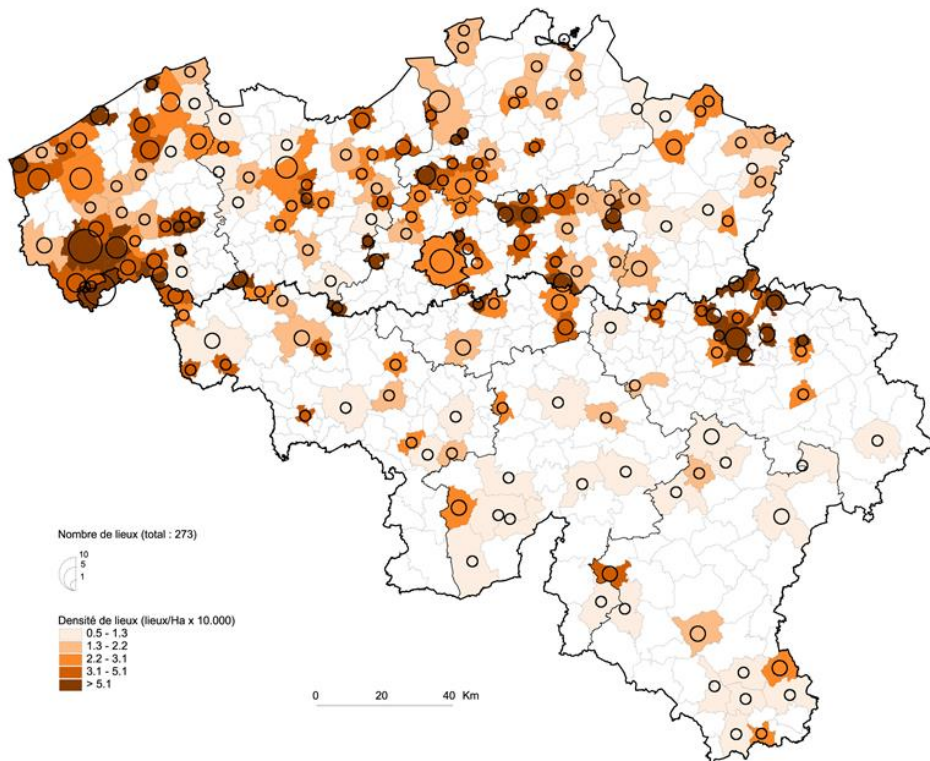 Nombre de lieux (total : 273)
10
5
1
Densité de lieux (lieux/Ha x 10.000)
0.5 - 1.3
1.3 - 2.2
2.2 - 3.1
3.1 - 5.1
> 5.1
0 20 40 Km